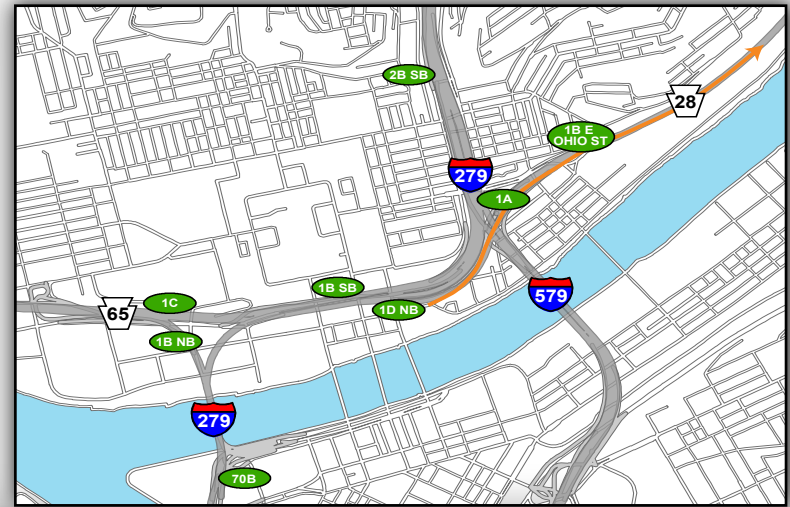 2B SB
28
1B E
OHIO ST
279
1A
1B SB
579
1C
1D NB
65
1B NB
279
70B